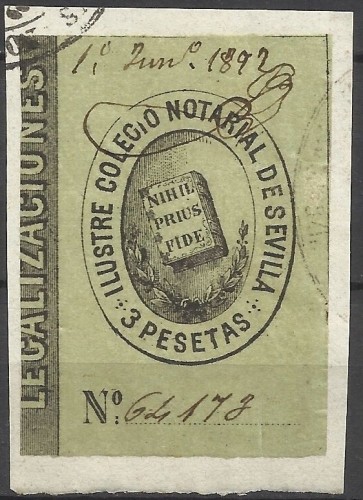 1º Junº. 1892
ILUSTRE COLEGIO NOTARIAL DE SEVILLA
NIHIL
PRIUS
FIDE
3 PESETAS
LEGALIZACIONES
Nº. 64173